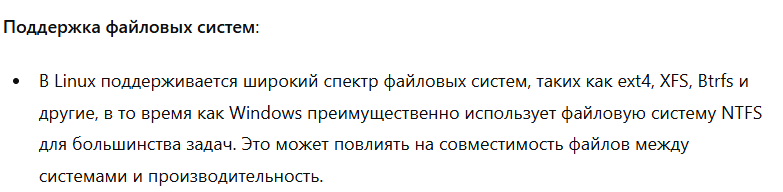 Поддержка файловых систем:
• В Linux поддерживается широкий спектр файловых систем, таких как ext4, XFS, Btrfs и
другие, в то время как Windows преимущественно использует файловую систему NTFS
для большинства задач. Это может повлиять на совместимость файлов между
системами и производительность.